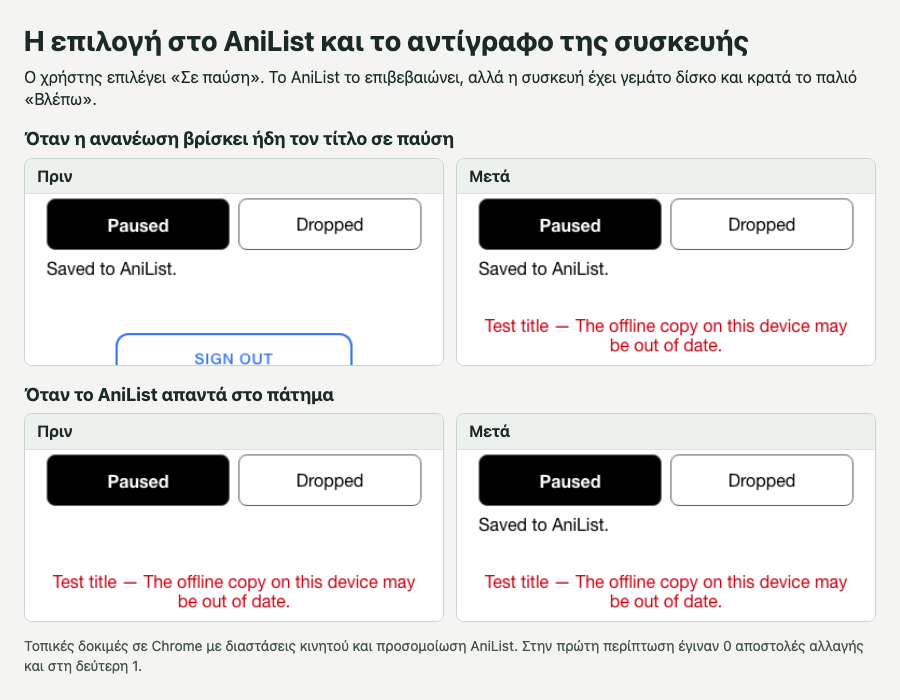 Η επιλογή στο AniList και το αντίγραφο της συσκευής
Ο χρήστης επιλέγει «Σε παύση». Το AniList το επιβεβαιώνει, αλλά η συσκευή έχει γεμάτο δίσκο και κρατά το παλιό
«Βλέπω».
Όταν η ανανέωση βρίσκει ήδη τον τίτλο σε παύση
Πριν
Paused
Dropped
Saved to AniList.
SIGN OUT
Μετά
Paused
Dropped
Saved to AniList.
Test title — The offline copy on this device may
be out of date.
Όταν το AniList απαντά στο πάτημα
Πριν
Paused
Dropped
Test title — The offline copy on this device may
be out of date.
Μετά
Paused
Dropped
Saved to AniList.
Test title — The offline copy on this device may
be out of date.
Τοπικές δοκιμές σε Chrome με διαστάσεις κινητού και προσομοίωση AniList. Στην πρώτη περίπτωση έγιναν 0 αποστολές αλλαγής
και στη δεύτερη 1.